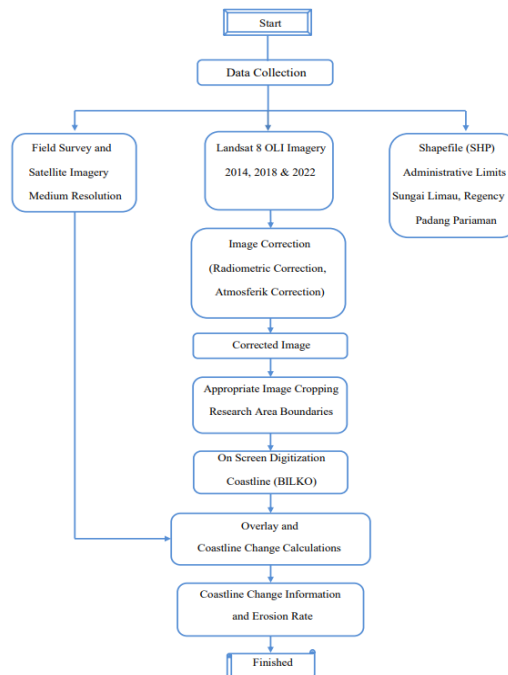 Start
Data Collection
Field Survey and
Satellite Imagery
Medium Resolution
Landsat 8 OLI Imagery
2014, 2018 & 2022
Shapefile (SHP)
Administrative Limits
Sungai Limau, Regency
Padang Pariaman
Image Correction
(Radiometric Correction,
Atmosferik Correction)
Corrected Image
Appropriate Image Cropping
Research Area Boundaries
On Screen Digitization
Coastline (BILKO)
Overlay and
Coastline Change Calculations
Coastline Change Information
and Erosion Rate
Finished